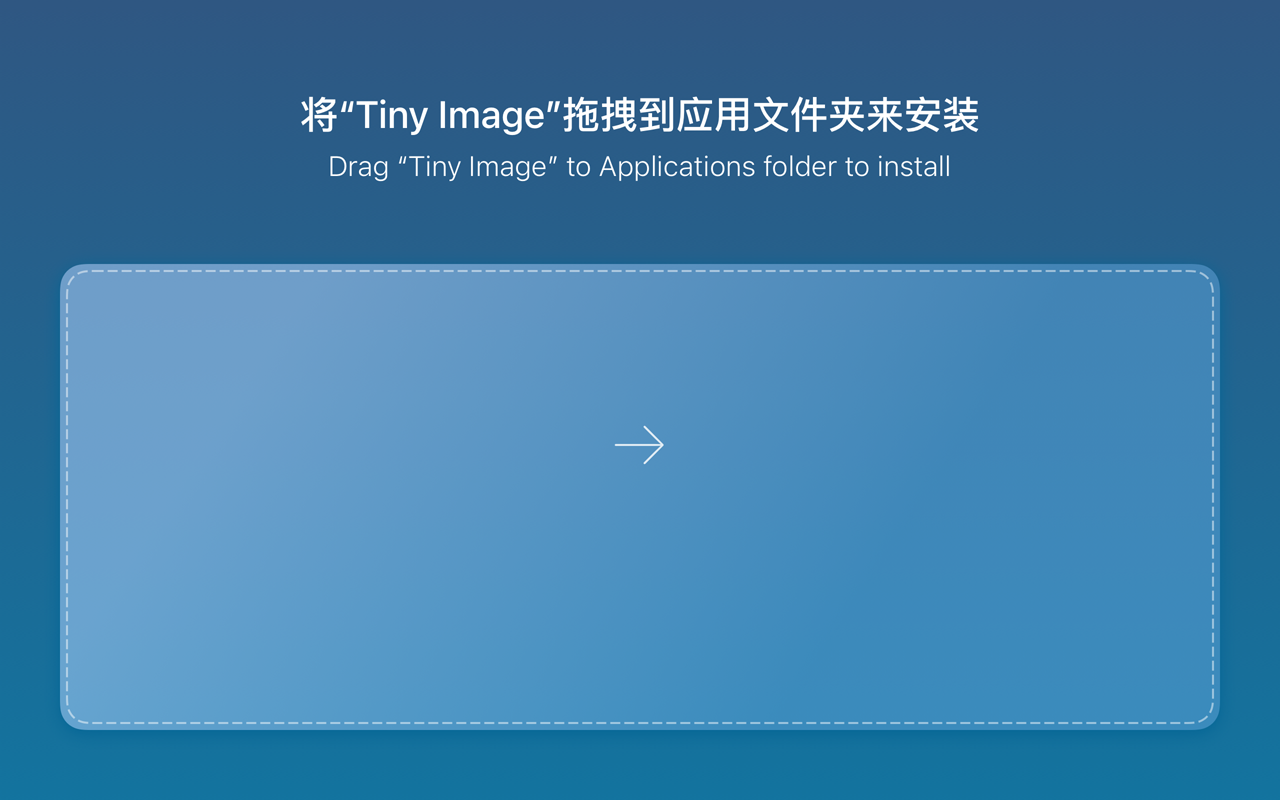 将“Tiny Image”拖拽到应用文件夹来安装
Drag “Tiny Image” to Applications folder to install